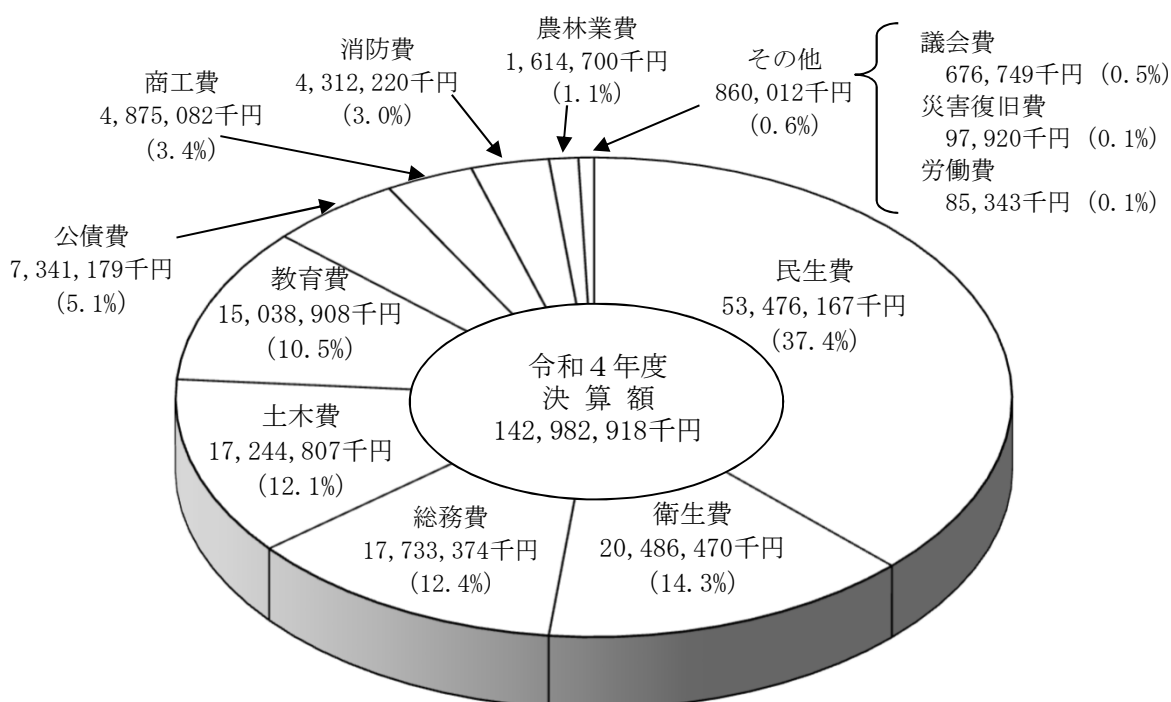 農林業費
1,614,700千円
(1.1%)
消防費
4,312,220千円
(3.0%)
商工費
4,875,082千円
(3.4%)
その他
860,012千円
(0.6%)
議会費
676,749千円 (0.5%)
災害復旧費
97,920千円 (0.1%)
労働費
85,343千円 (0.1%)
公債費
7,341,179千円
(5.1%)
教育費
15,038,908千円
(10.5%)
民生費
53,476,167千円
(37.4%)
令和４年度
決 算 額
142,982,918千円
土木費
17,244,807千円
(12.1%)
総務費
17,733,374千円
(12.4%)
衛生費
20,486,470千円
(14.3%)